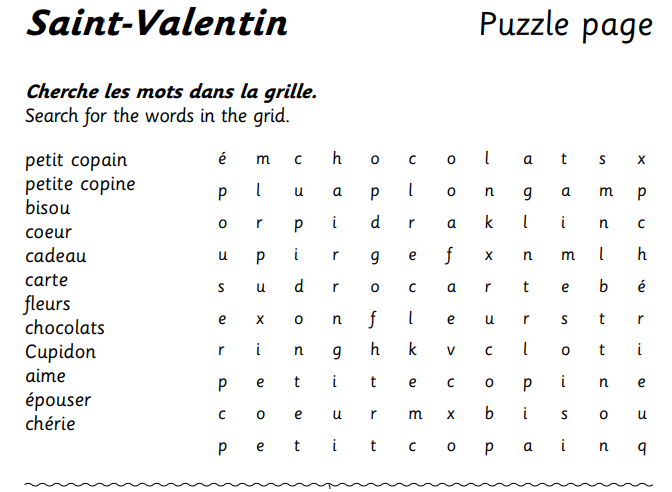 Saint-Valentin Puzzle page
Cherche les mots dans la grille.
Search for the words in the grid.
petit copain
petite copine
bisou
coeur
cadeau
carte
fleurs
chocolats
Cupidon
aime
épouser
chérie
é m c h o c o l a t s x
p l u a p l o n g a m p
o r p i d r a k l i n c
u p i r g e f x n m l h
s u d r o c a r t e b é
e x o n f l e u r s t r
r i n g h k v c l o t i
p e t i t e c o p i n e
c o e u r m x b i s o u
p e t i t c o p a i n q